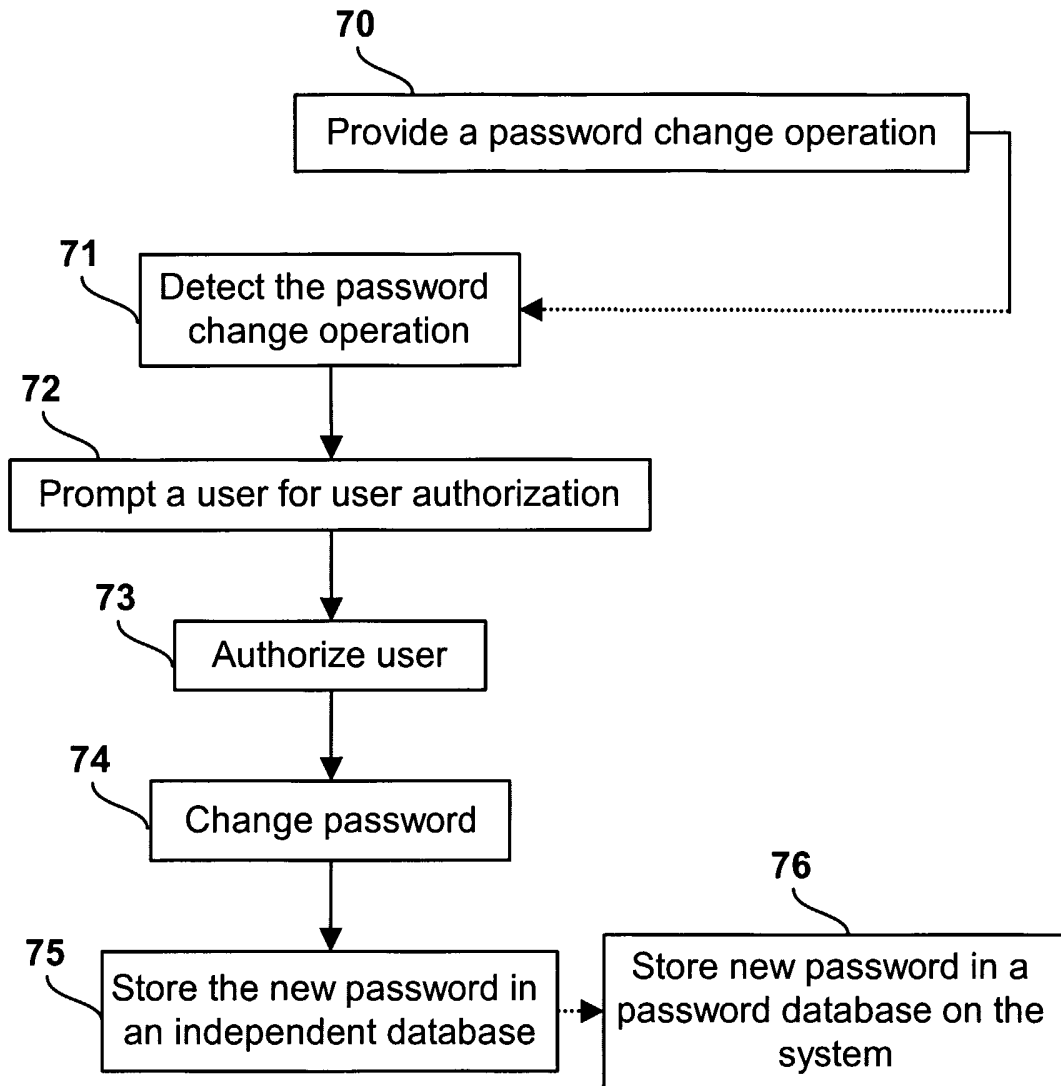 70
Provide a password change operation
71
Detect the password
change operation
72
Prompt a user for user authorization
73
Authorize user
74
Change password
75
Store the new password in
an independent database
76
Store new password in a
password database on the
system